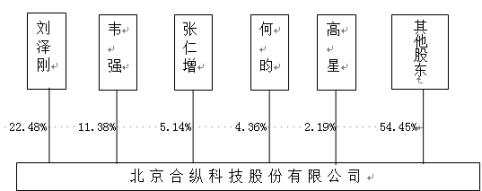 刘泽刚
韦强
张仁增
何昀
高星
其他股东
22.48%
11.38%
5.14%
4.36%
2.19%
54.45%
北京合纵科技股份有限公司